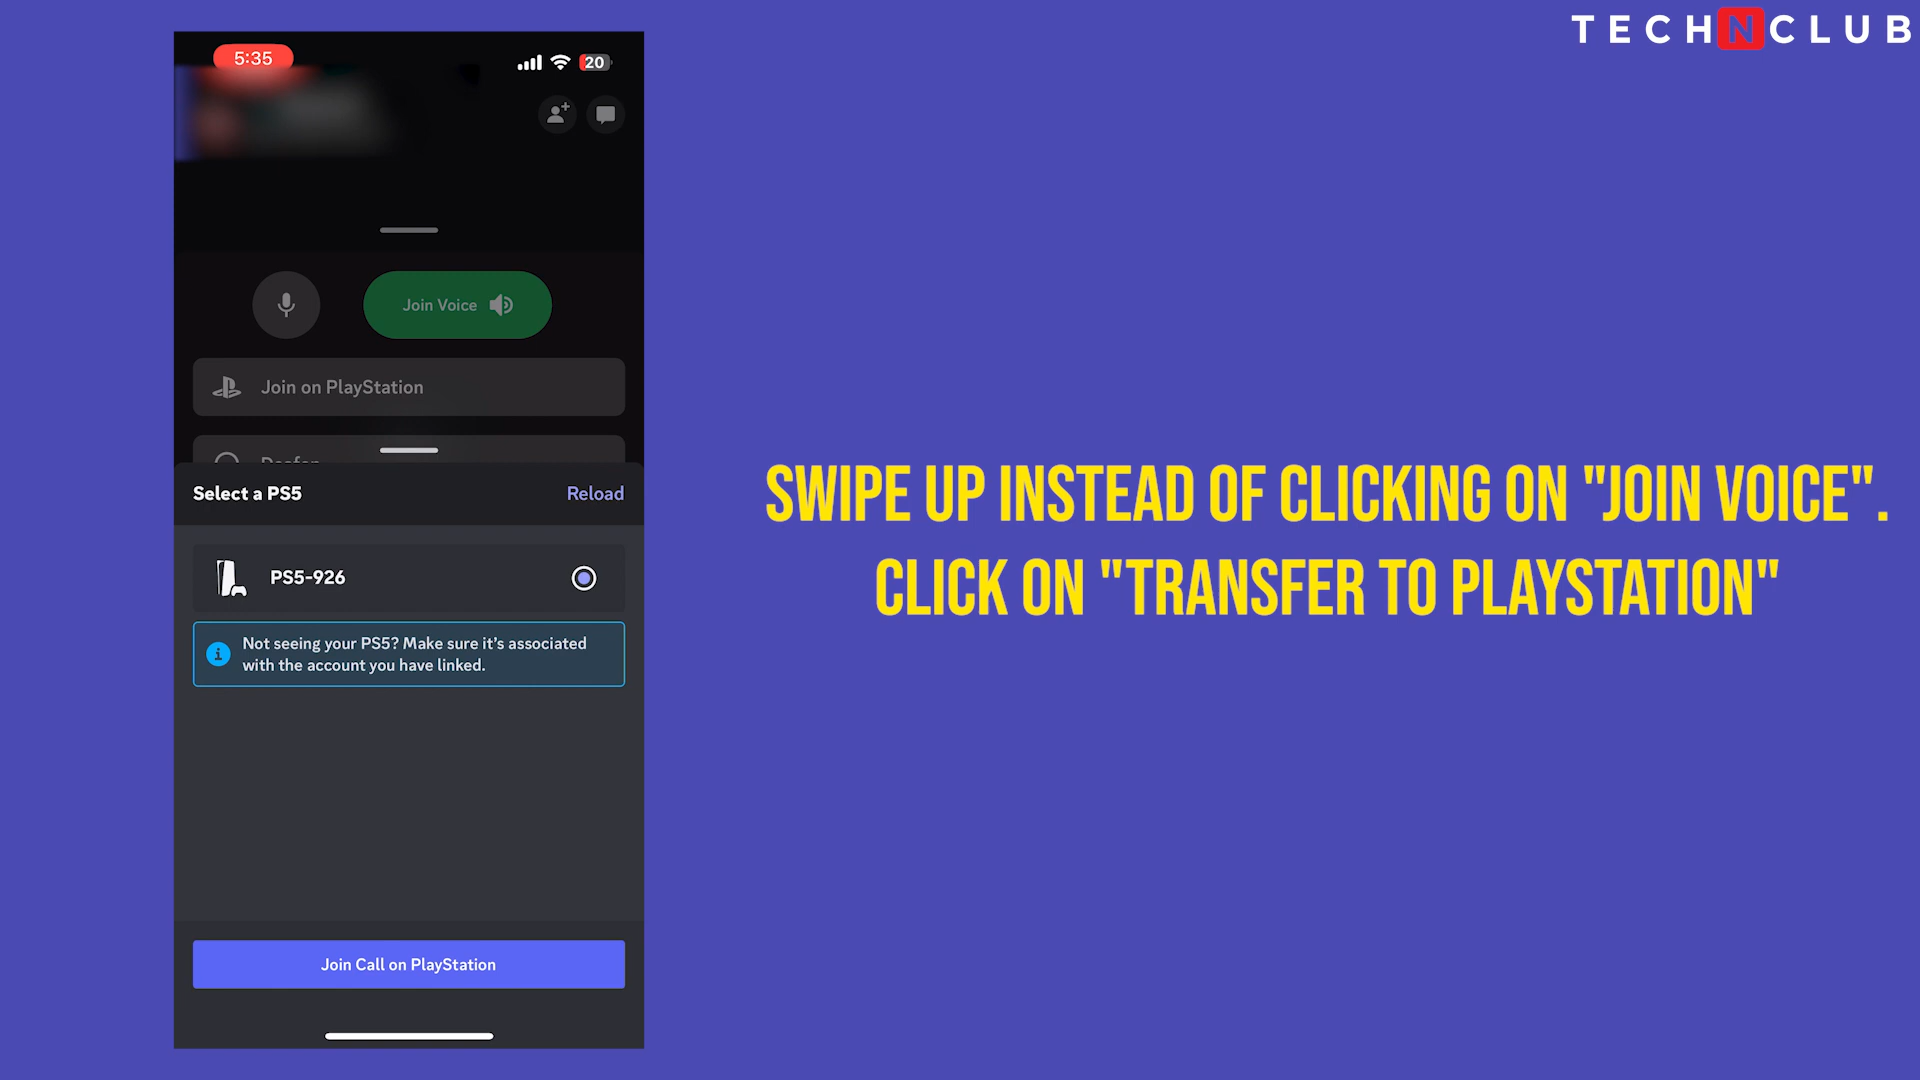 TECHNCLUB
5:35
20
Join Voice
Join on PlayStation
Deafen
Select a PS5
Reload
PS5-926
Not seeing your PS5? Make sure it's associated
with the account you have linked.
Join Call on PlayStation
SWIPE UP INSTEAD OF CLICKING ON "JOIN VOICE".
CLICK ON "TRANSFER TO PLAYSTATION"